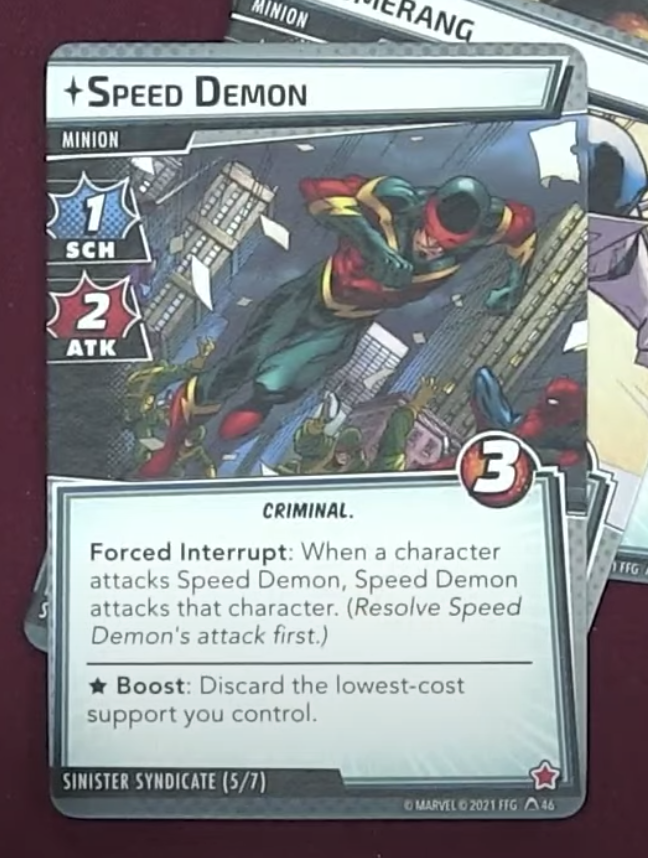 MINION
MERANG
SPEED DEMON
MINION
1
SCH
2
ATK
3
CRIMINAL.
Forced Interrupt: When a character
attacks Speed Demon, Speed Demon
attacks that character. (Resolve Speed
Demon's attack first.)
★ Boost: Discard the lowest-cost
support you control.
SINISTER SYNDICATE (5/7)
© MARVEL © 2021 FFG 46
FFG
S